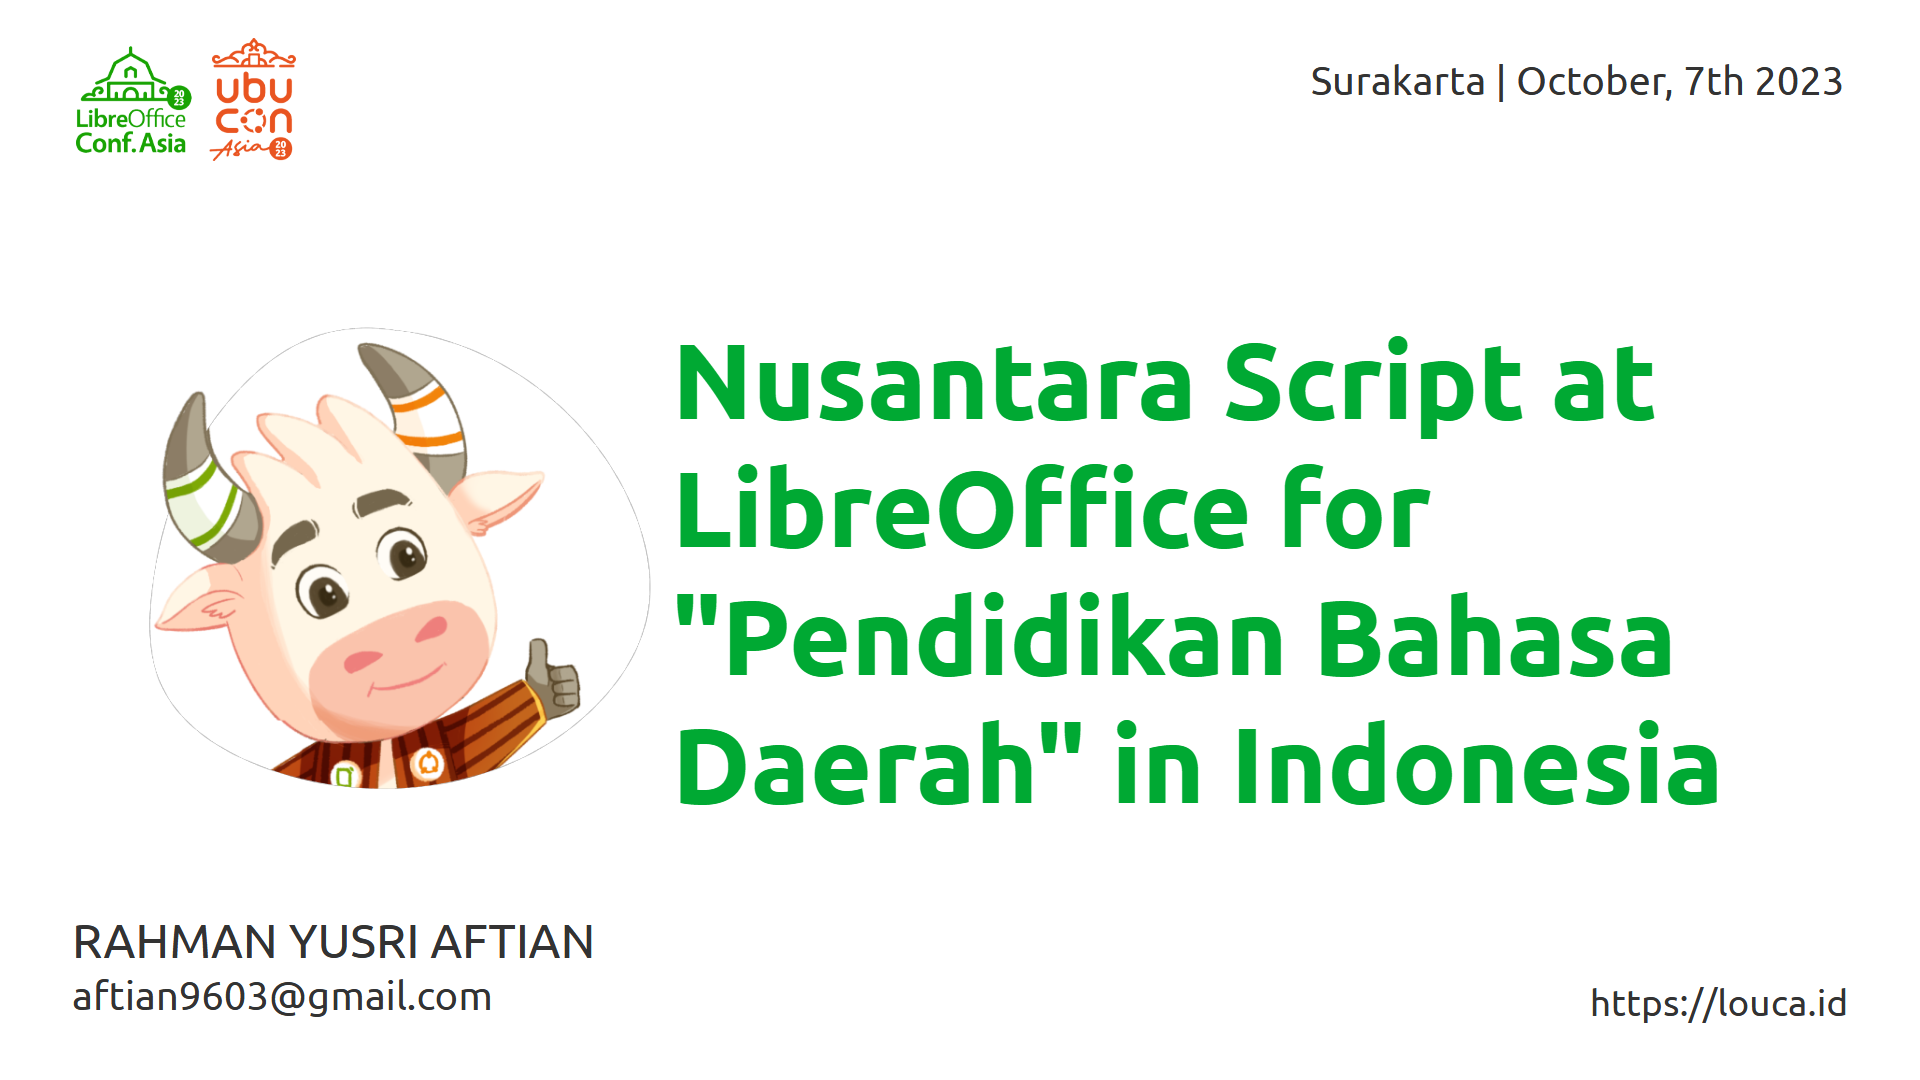 2023
LibreOffice
Conf. Asia
ubu
con
Asia 2023
Surakarta | October, 7th 2023
Nusantara Script at
LibreOffice for
"Pendidikan Bahasa
Daerah" in Indonesia
RAHMAN YUSRI AFTIAN
aftian9603@gmail.com
https://louca.id